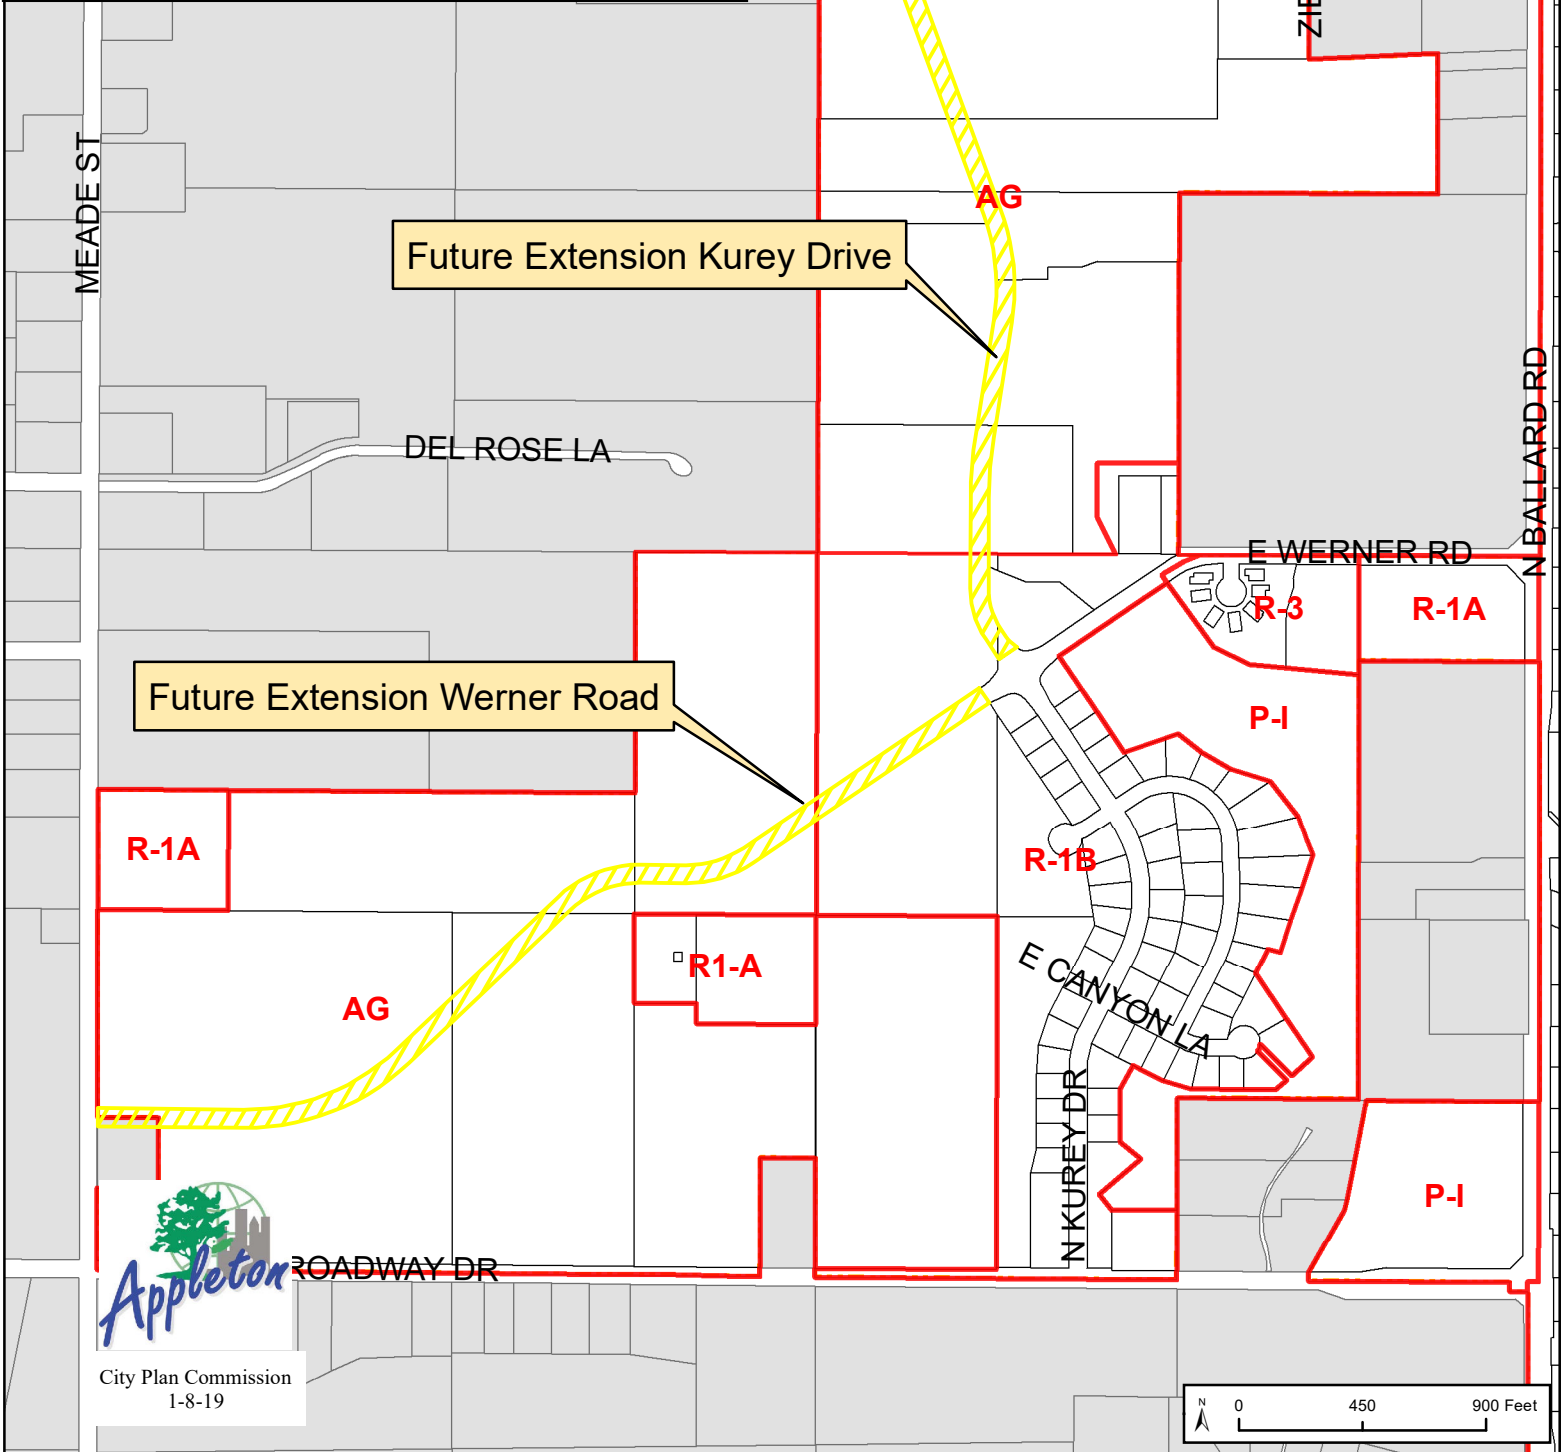 ZIE
MEADE ST
AG
Future Extension Kurey Drive
N BALLARD RD
DEL ROSE LA
E WERNER RD
R-3
R-1A
Future Extension Werner Road
P-I
R-1A
R-1B
R1-A
E CANYON LA
AG
N KUREY DR
P-I
ROADWAY DR
Appleton
City Plan Commission
1-8-19
N
0 450 900 Feet